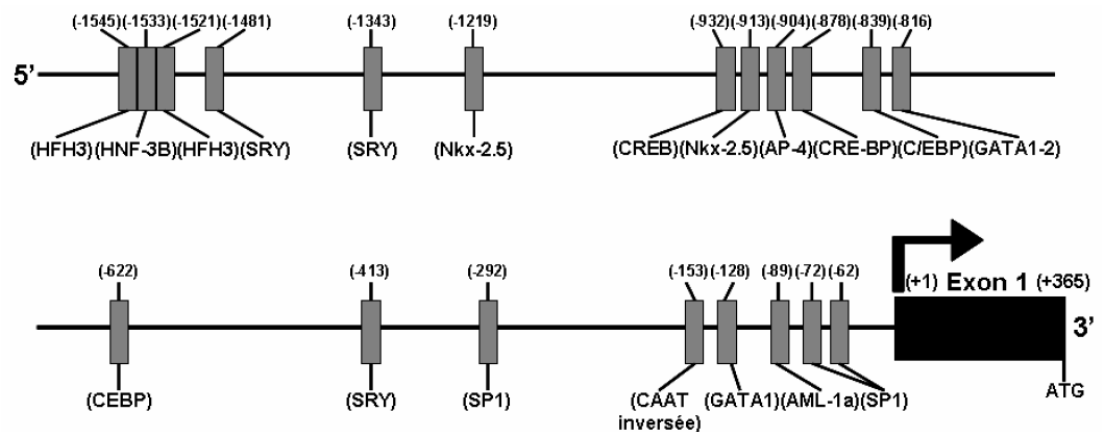 (-1545) (-1533) (-1521) (-1481) (-1343) (-1219) (-932) (-913) (-904) (-878) (-839) (-816)
5’
(HFH3) (HNF-3B) (HFH3) (SRY) (SRY) (Nkx-2.5) (CREB) (Nkx-2.5) (AP-4) (CRE-BP) (C/EBP) (GATA1-2)
(-622) (-413) (-292) (-153) (-128) (-89) (-72) (-62)
(+1) Exon 1 (+365)
3’
(CEBP) (SRY) (SP1) (CAAT (GATA1) (AML-1a) (SP1) ATG
inversée)